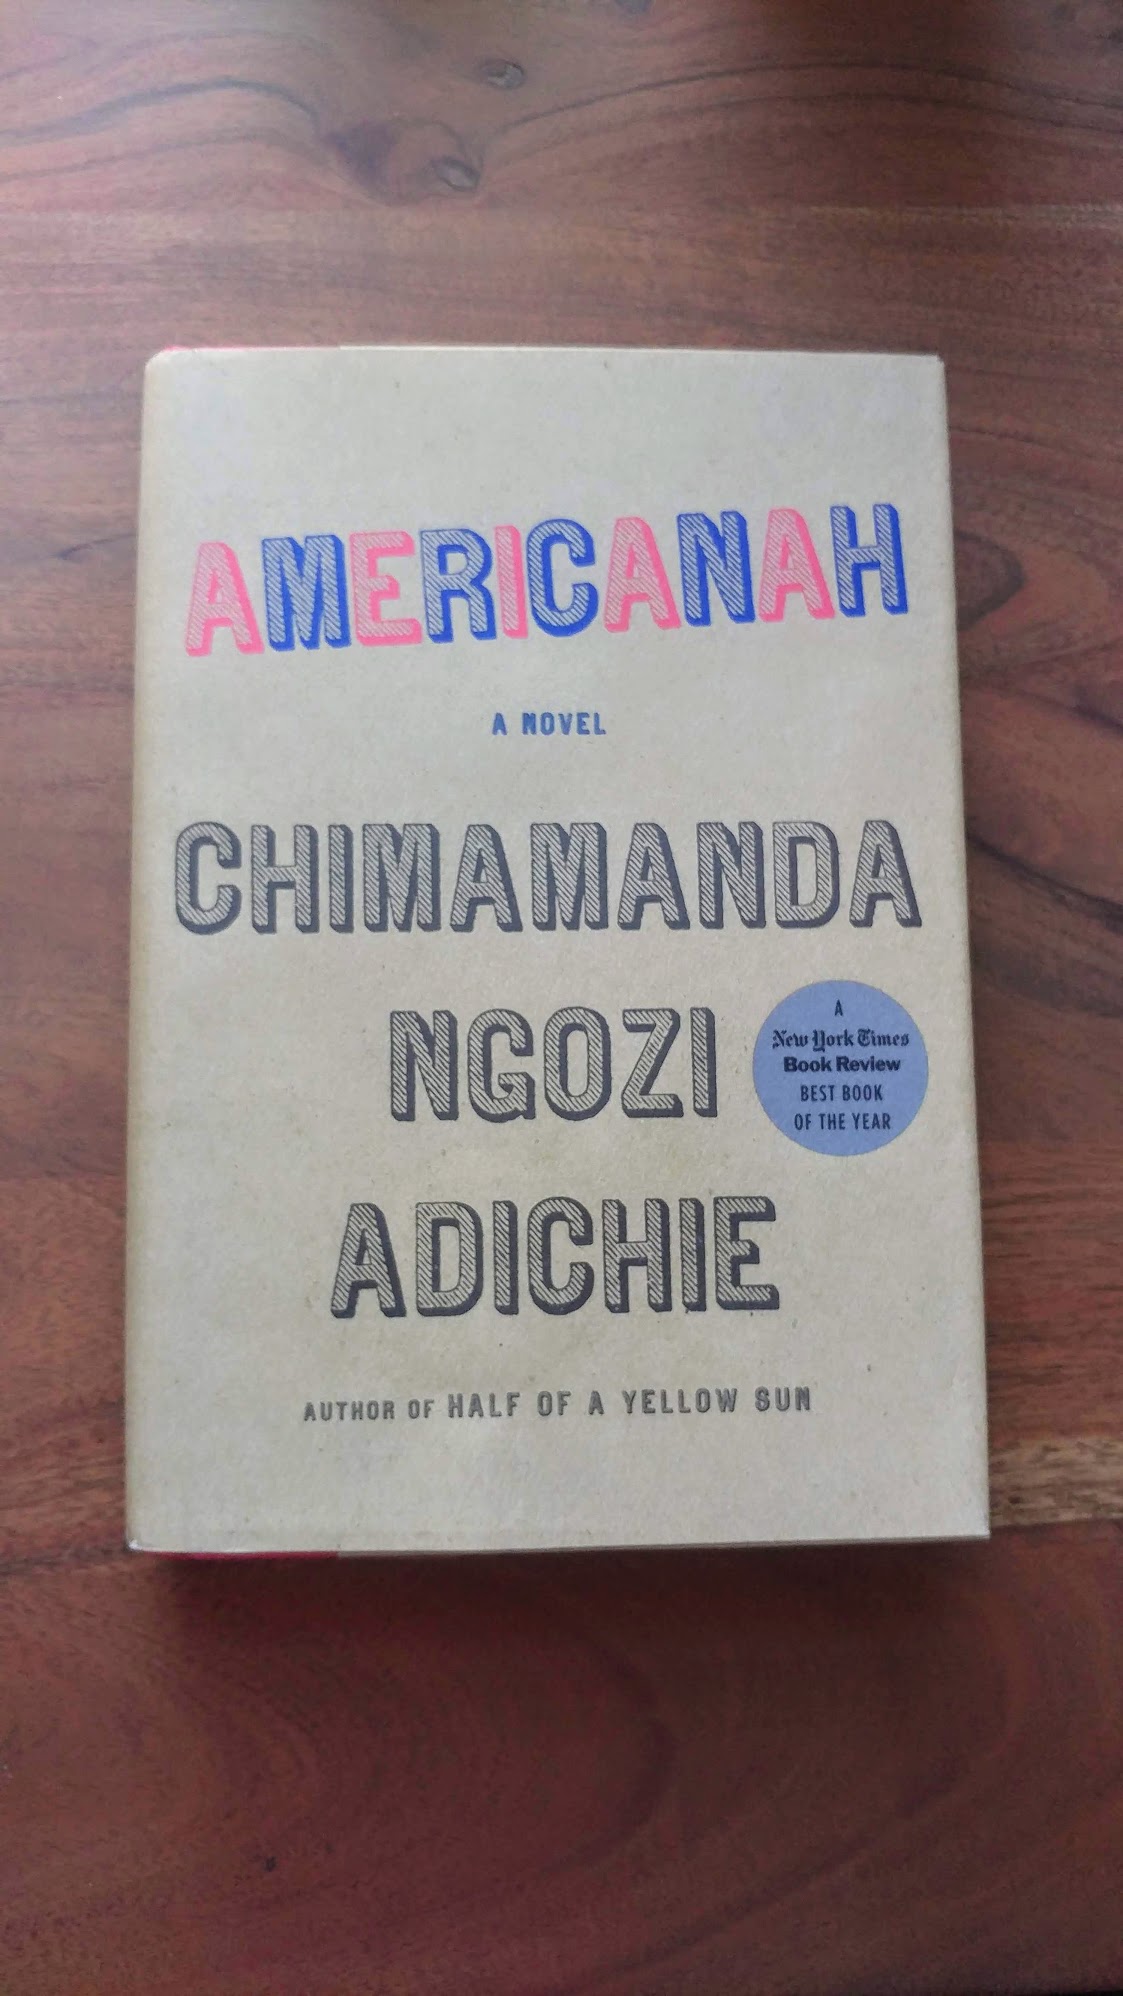 AMERICANAH
A NOVEL
CHIMAMANDA
NGOZI
ADICHIE
A
New York Times
Book Review
BEST BOOK
OF THE YEAR
AUTHOR OF HALF OF A YELLOW SUN